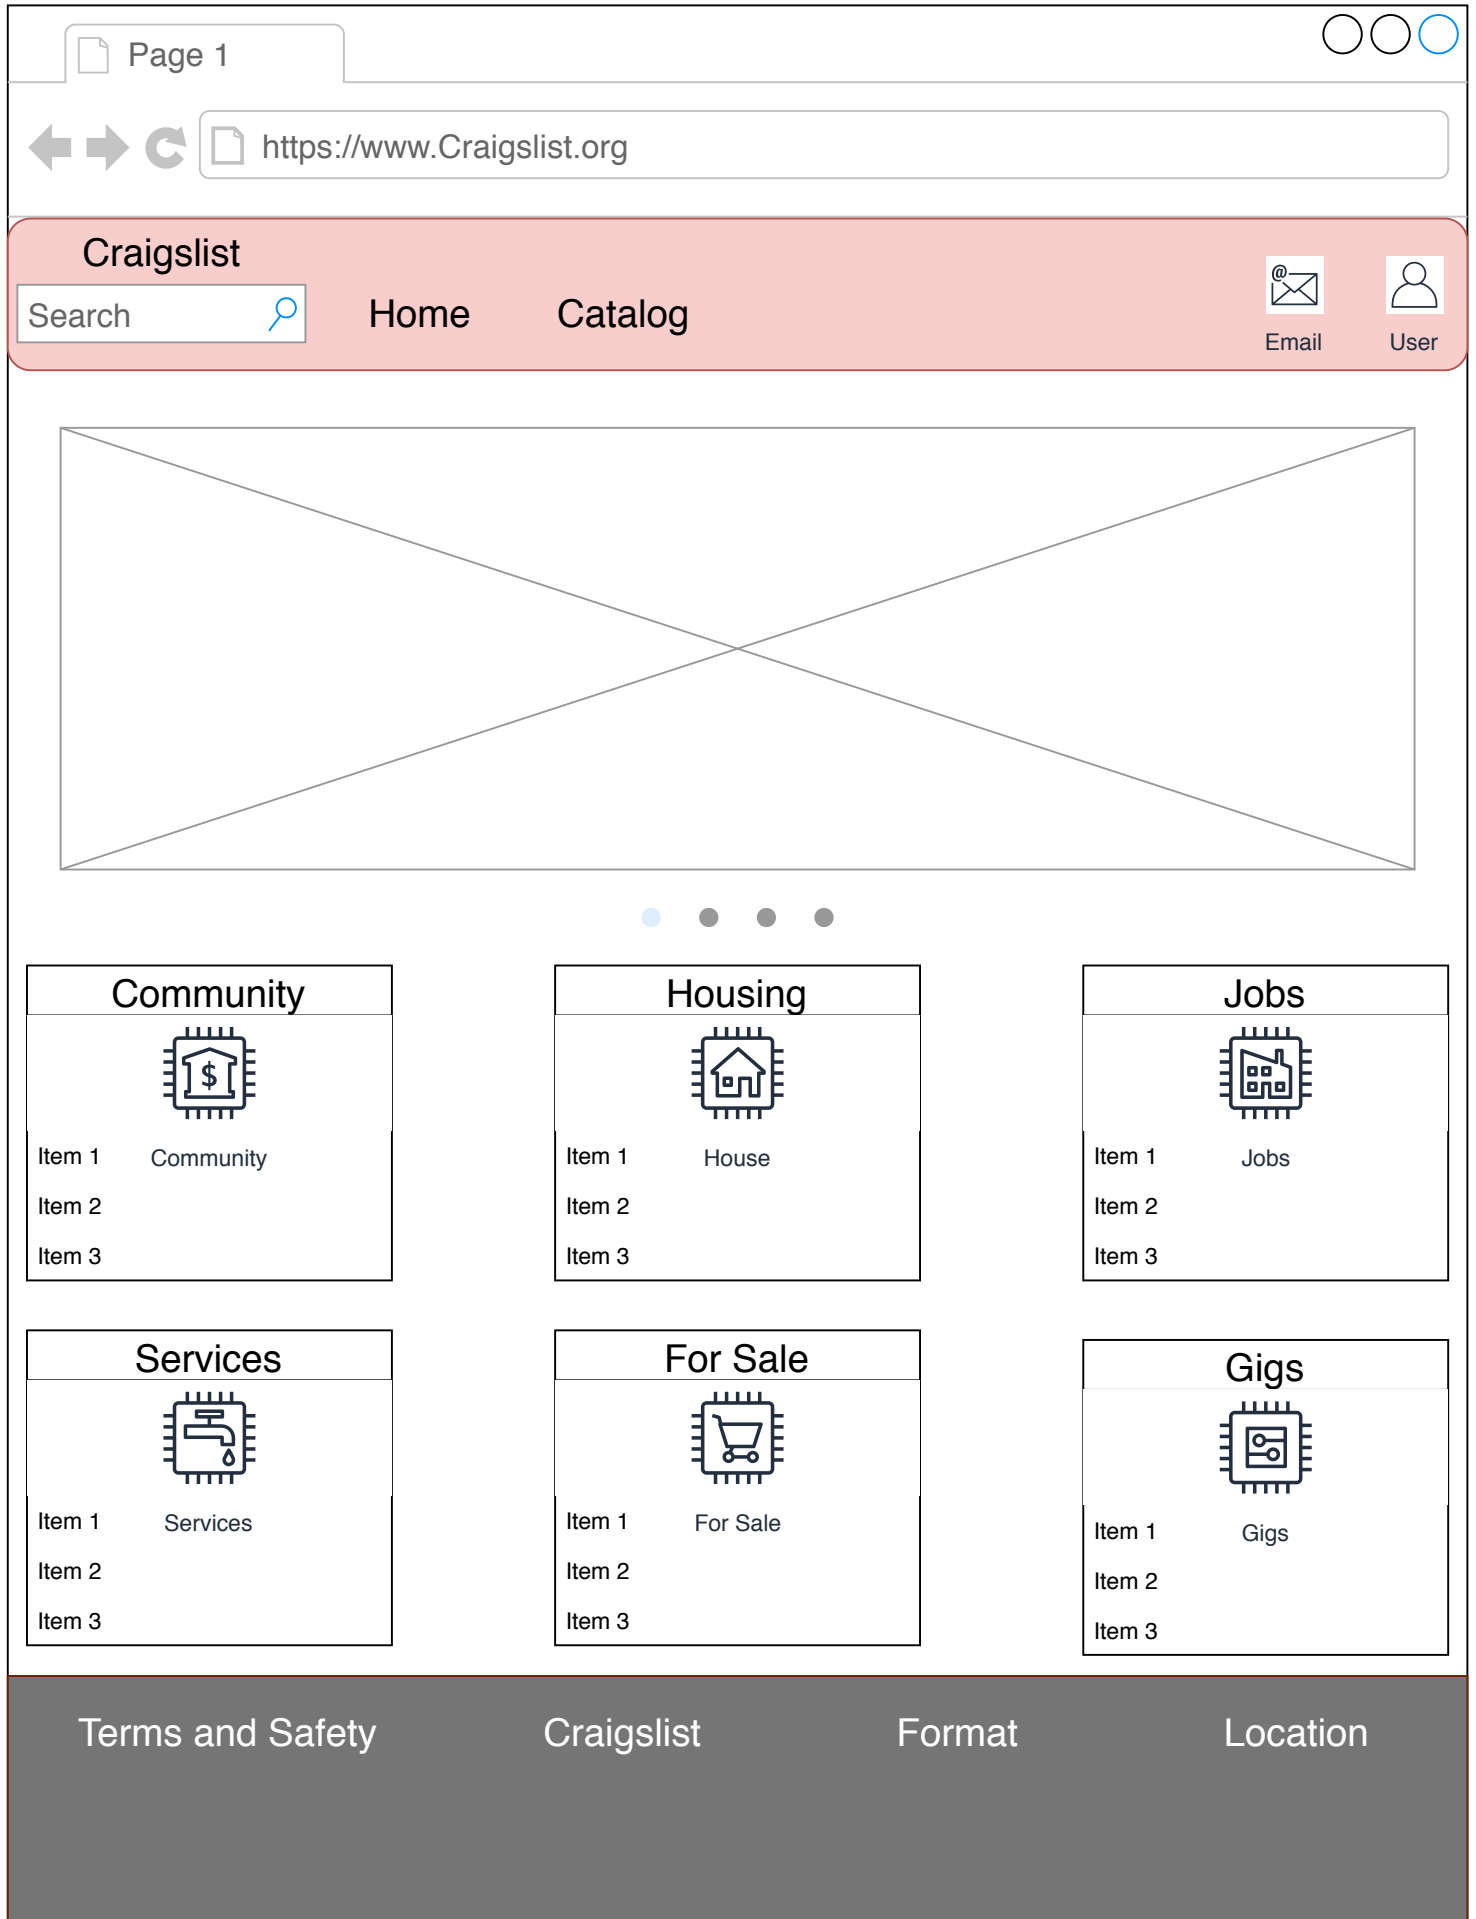 Page 1
https://www.Craigslist.org
Craigslist
Search
Home
Catalog
Email
User
Community
Housing
Jobs
$
Item 1
Community
Item 2
Item 3
Item 1
House
Item 2
Item 3
Item 1
Jobs
Item 2
Item 3
Services
For Sale
Gigs
Item 1
Services
Item 2
Item 3
Item 1
For Sale
Item 2
Item 3
Item 1
Gigs
Item 2
Item 3
Terms and Safety
Craigslist
Format
Location